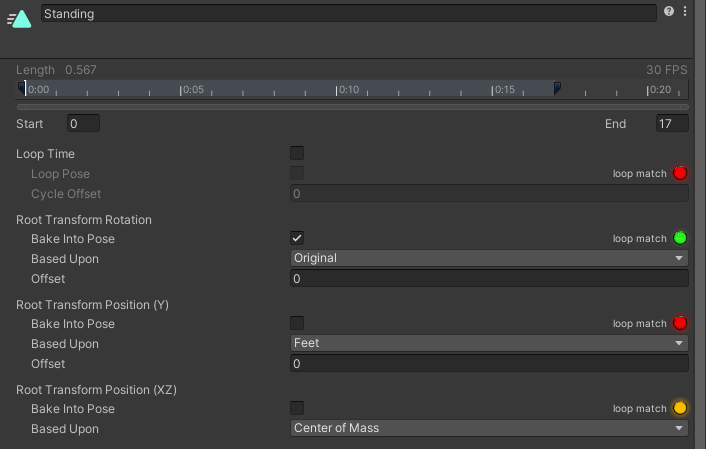 Standing
Length 0.567 30 FPS
0:00 0:05 0:10 0:15 0:20
Start 0 End 17
Loop Time
Loop Pose loop match
Cycle Offset 0
Root Transform Rotation
Bake Into Pose loop match
Based Upon Original
Offset 0
Root Transform Position (Y)
Bake Into Pose loop match
Based Upon Feet
Offset 0
Root Transform Position (XZ)
Bake Into Pose loop match
Based Upon Center of Mass